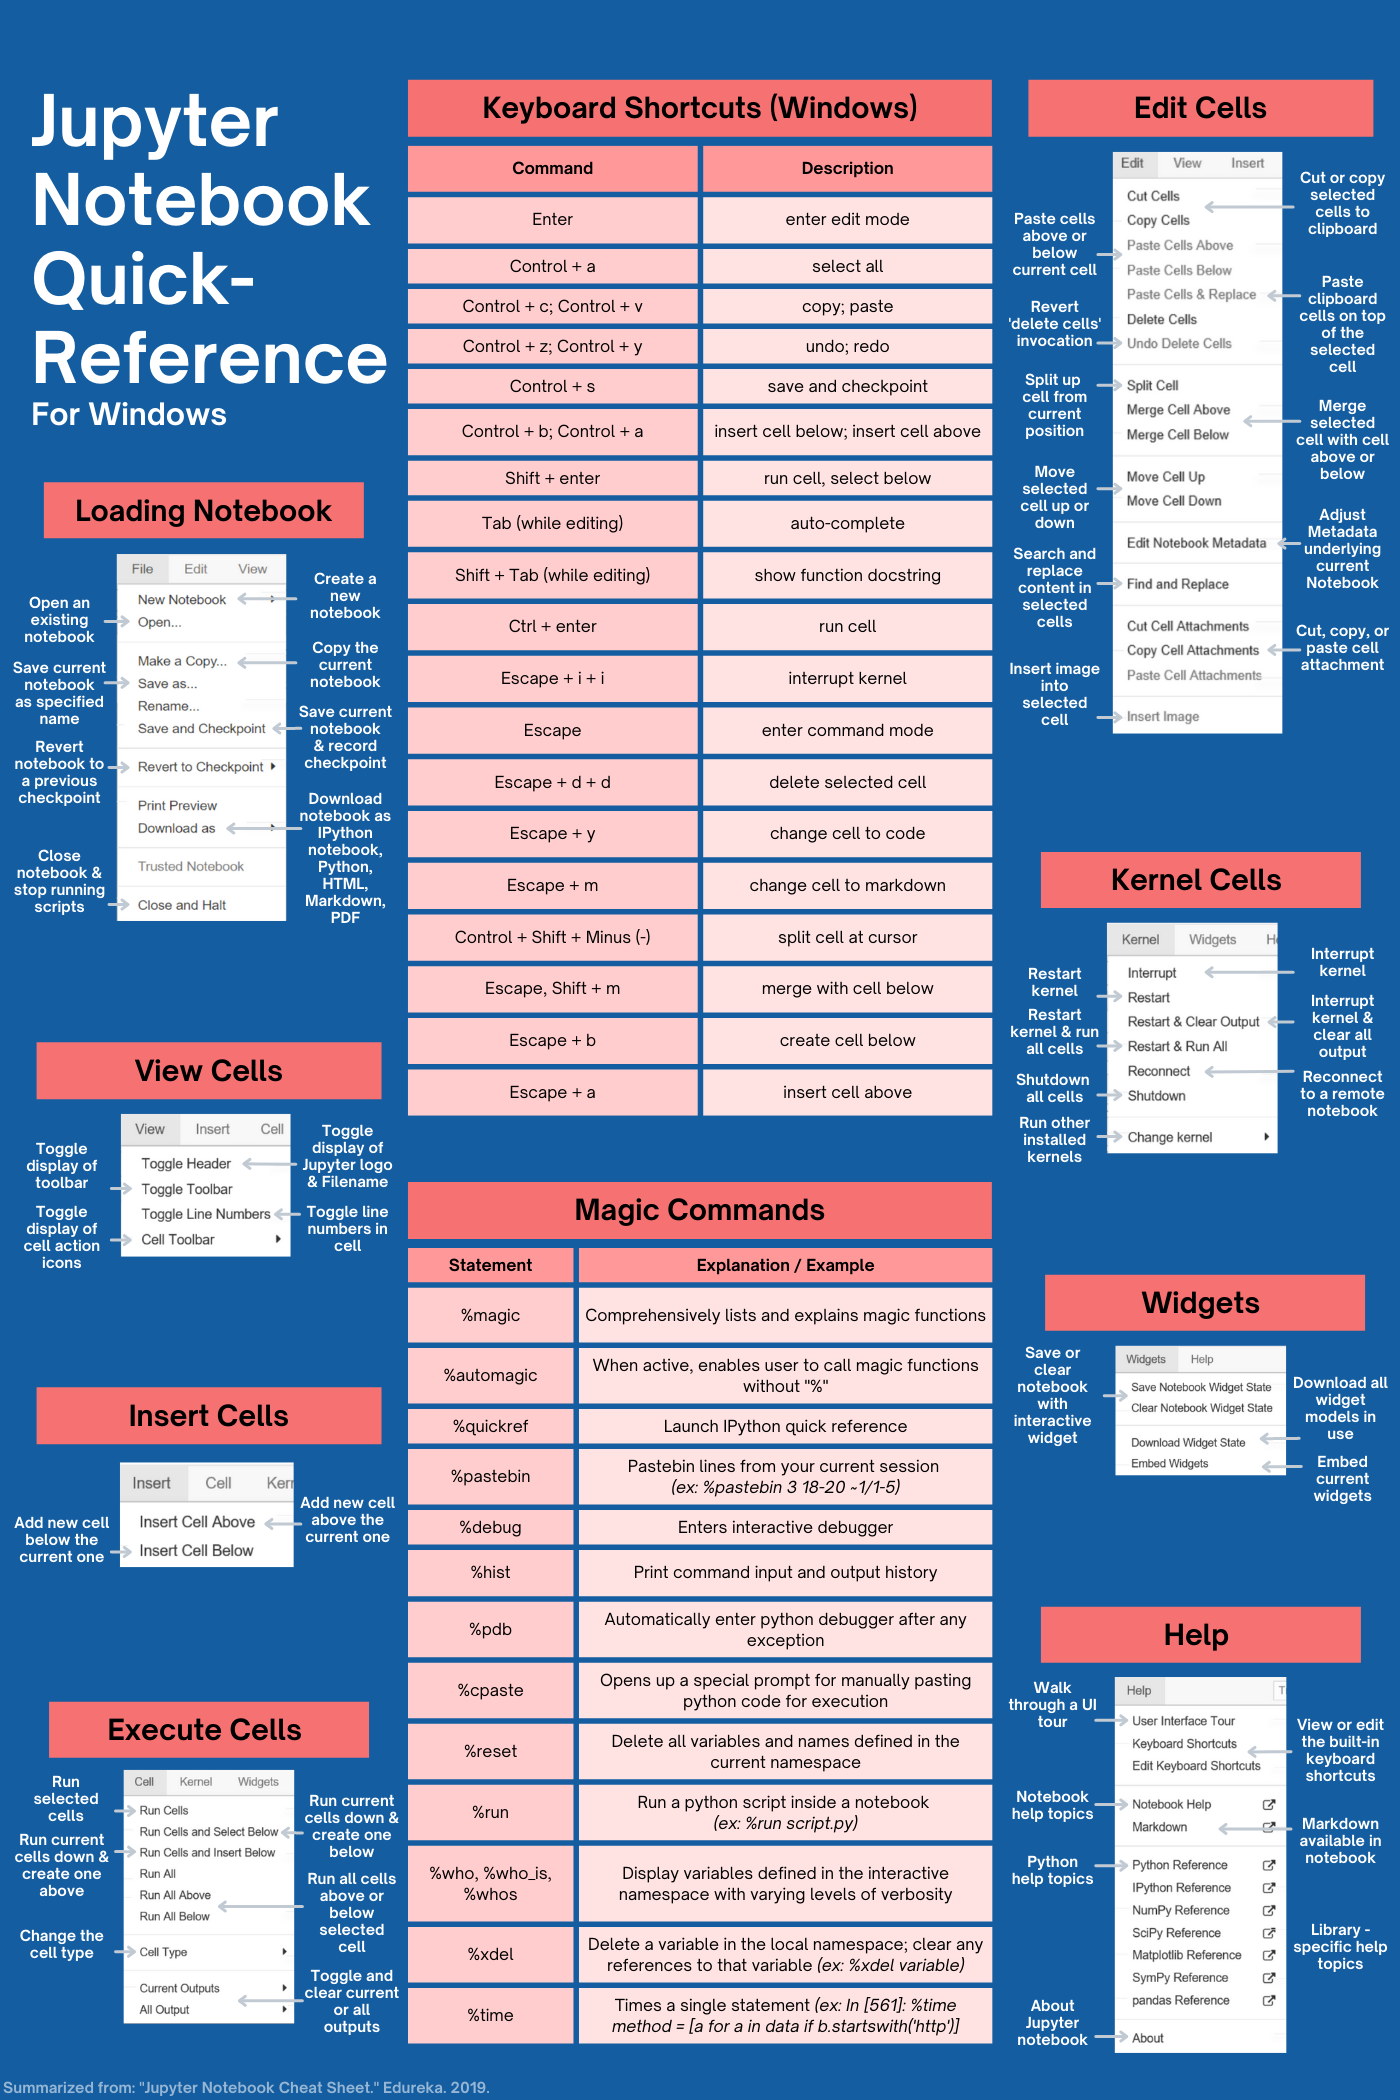 Jupyter
Notebook
Quick-
Reference
For Windows
Loading Notebook
File Edit View
New Notebook
Open...
Make a Copy...
Save as...
Rename...
Save and Checkpoint
Revert to Checkpoint
Print Preview
Download as
Trusted Notebook
Close and Halt
Open an
existing
notebook
Save current
notebook
as specified
name
Revert
notebook to
a previous
checkpoint
Close
notebook &
stop running
scripts
Create a
new
notebook
Copy the
current
notebook
Save current
notebook
& record
checkpoint
Download
notebook as
IPython
notebook,
Python,
HTML,
Markdown,
PDF
View Cells
View Insert Cell
Toggle Header
Toggle Toolbar
Toggle Line Numbers
Cell Toolbar
Toggle
display of
toolbar
Toggle
display of
cell action
icons
Toggle
display of
Jupyter logo
& Filename
Toggle line
numbers in
cell
Insert Cells
Insert Cell Kerr
Insert Cell Above
Insert Cell Below
Add new cell
below the
current one
Add new cell
above the
current one
Execute Cells
Cell Kernel Widgets
Run Cells
Run Cells and Select Below
Run Cells and Insert Below
Run All
Run All Above
Run All Below
Cell Type
Current Outputs
All Output
Run
selected
cells
Run current
cells down &
create one
above
Change the
cell type
Run current
cells down &
create one
below
Run all cells
above or
below
selected
cell
Toggle and
clear current
or all
outputs
Keyboard Shortcuts (Windows)
Command Description
Enter enter edit mode
Control + a select all
Control + c; Control + v copy; paste
Control + z; Control + y undo; redo
Control + s save and checkpoint
Control + b; Control + a insert cell below; insert cell above
Shift + enter run cell, select below
Tab (while editing) auto-complete
Shift + Tab (while editing) show function docstring
Ctrl + enter run cell
Escape + i + i interrupt kernel
Escape enter command mode
Escape + d + d delete selected cell
Escape + y change cell to code
Escape + m change cell to markdown
Control + Shift + Minus (-) split cell at cursor
Escape, Shift + m merge with cell below
Escape + b create cell below
Escape + a insert cell above
Magic Commands
Statement Explanation / Example
%magic Comprehensively lists and explains magic functions
%automagic When active, enables user to call magic functions
without "%"
%quickref Launch IPython quick reference
%pastebin Pastebin lines from your current session
(ex: %pastebin 3 18-20 ~1/1-5)
%debug Enters interactive debugger
%hist Print command input and output history
%pdb Automatically enter python debugger after any
exception
%cpaste Opens up a special prompt for manually pasting
python code for execution
%reset Delete all variables and names defined in the
current namespace
%run Run a python script inside a notebook
(ex: %run script.py)
%who, %who_is,
%whos
Display variables defined in the interactive
namespace with varying levels of verbosity
%xdel Delete a variable in the local namespace; clear any
references to that variable (ex: %xdel variable)
%time Times a single statement (ex: In [561]: %time
method = [a for a in data if b.startswith('http')]
Edit Cells
Edit View Insert
Cut Cells
Copy Cells
Paste Cells Above
Paste Cells Below
Paste Cells & Replace
Delete Cells
Undo Delete Cells
Split Cell
Merge Cell Above
Merge Cell Below
Move Cell Up
Move Cell Down
Edit Notebook Metadata
Find and Replace
Cut Cell Attachments
Copy Cell Attachments
Paste Cell Attachments
Insert Image
Paste cells
above or
below
current cell
Revert
'delete cells'
invocation
Split up
cell from
current
position
Move
selected
cell up or
down
Search and
replace
content in
selected
cells
Insert image
into
selected
cell
Cut or copy
selected
cells to
clipboard
Paste
clipboard
cells on top
of the
selected
cell
Merge
selected
cell with cell
above or
below
Adjust
Metadata
underlying
current
Notebook
Cut, copy, or
paste cell
attachment
Kernel Cells
Kernel Widgets He
Interrupt
Restart
Restart & Clear Output
Restart & Run All
Reconnect
Shutdown
Change kernel
Restart
kernel
Restart
kernel & run
all cells
Shutdown
all cells
Run other
installed
kernels
Interrupt
kernel
Interrupt
kernel &
clear all
output
Reconnect
to a remote
notebook
Widgets
Widgets Help
Save Notebook Widget State
Clear Notebook Widget State
Download Widget State
Embed Widgets
Save or
clear
notebook
with
interactive
widget
Download all
widget
models in
use
Embed
current
widgets
Help
Help T
User Interface Tour
Keyboard Shortcuts
Edit Keyboard Shortcuts
Notebook Help
Markdown
Python Reference
IPython Reference
NumPy Reference
SciPy Reference
Matplotlib Reference
SymPy Reference
pandas Reference
About
Walk
through a UI
tour
Notebook
help topics
Python
help topics
About
Jupyter
notebook
View or edit
the built-in
keyboard
shortcuts
Markdown
available in
notebook
Library -
specific help
topics
Summarized from: "Jupyter Notebook Cheat Sheet." Edureka. 2019.